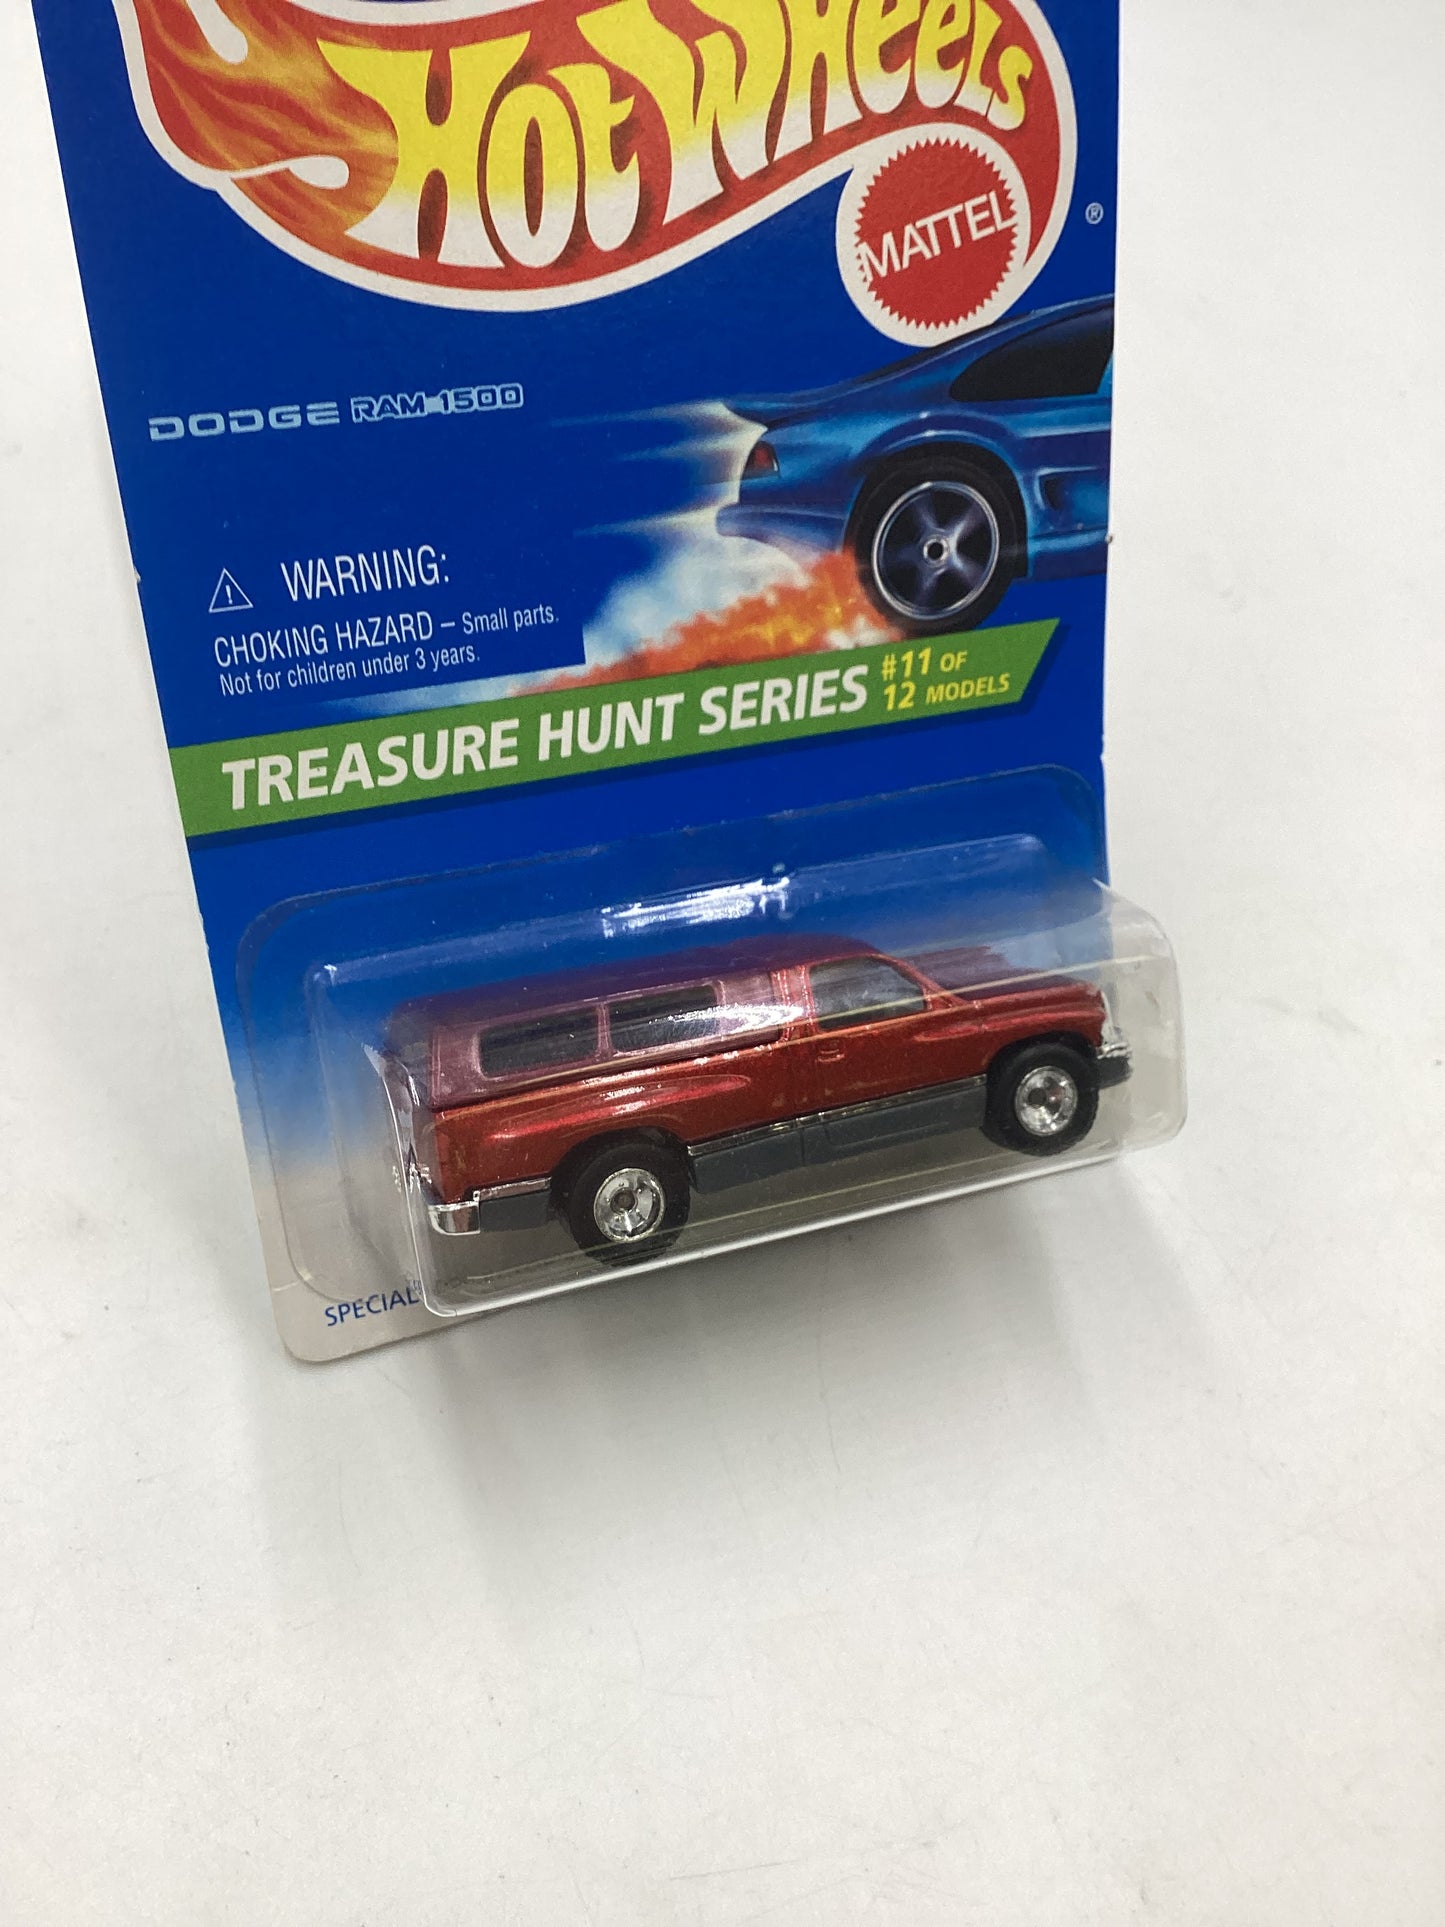 Hot Wheels
MATTEL
®
DODGE RAM 1500
⚠ WARNING:
CHOKING HAZARD – Small parts.
Not for children under 3 years.
TREASURE HUNT SERIES #11 OF
12 MODELS
SPECIAL